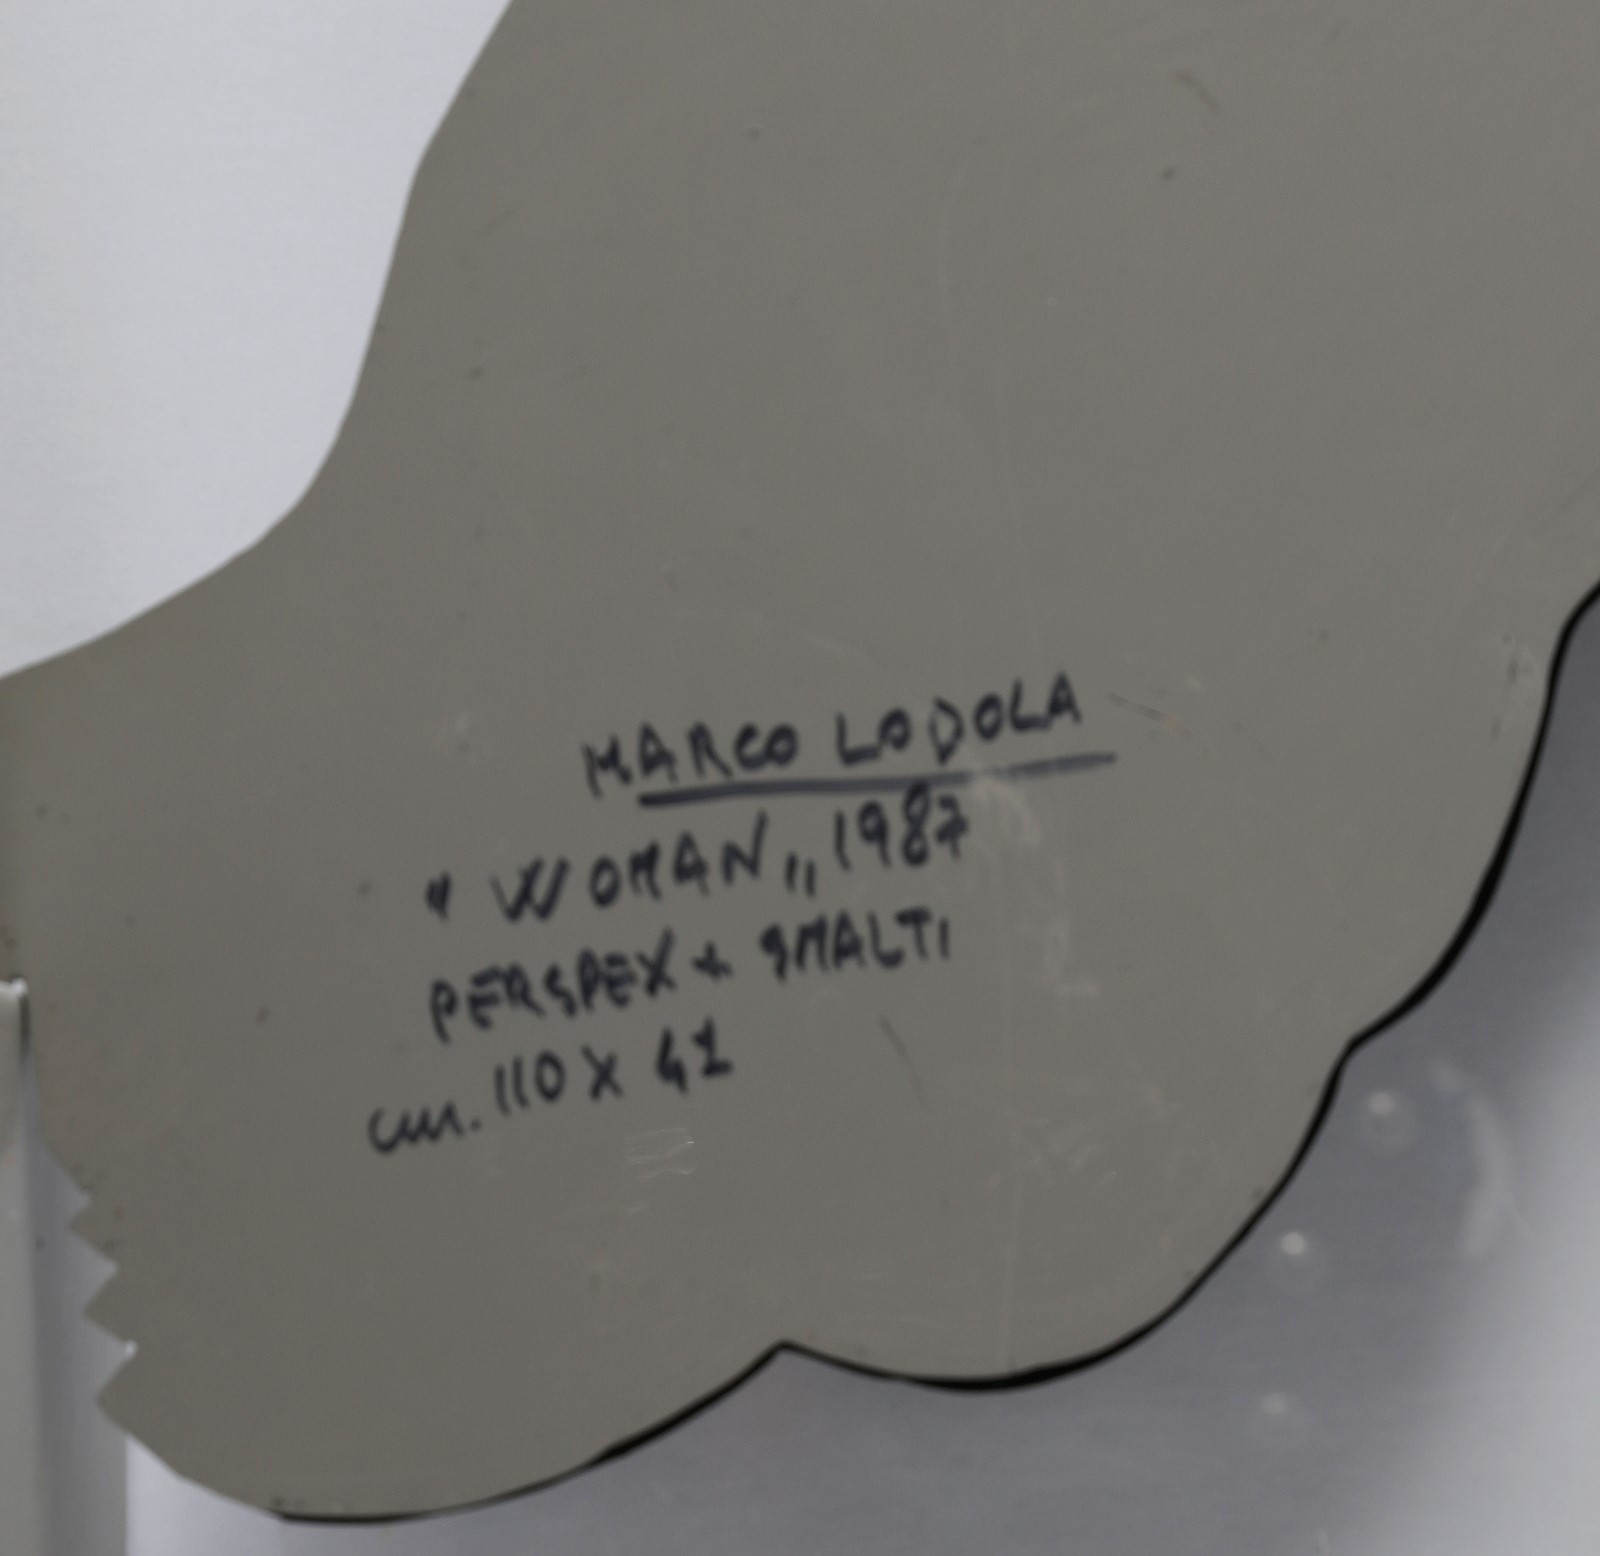 MARCO LODOLA
" WOMAN,, 1987
PERSPEX + SMALTI
cm. 110 X 41